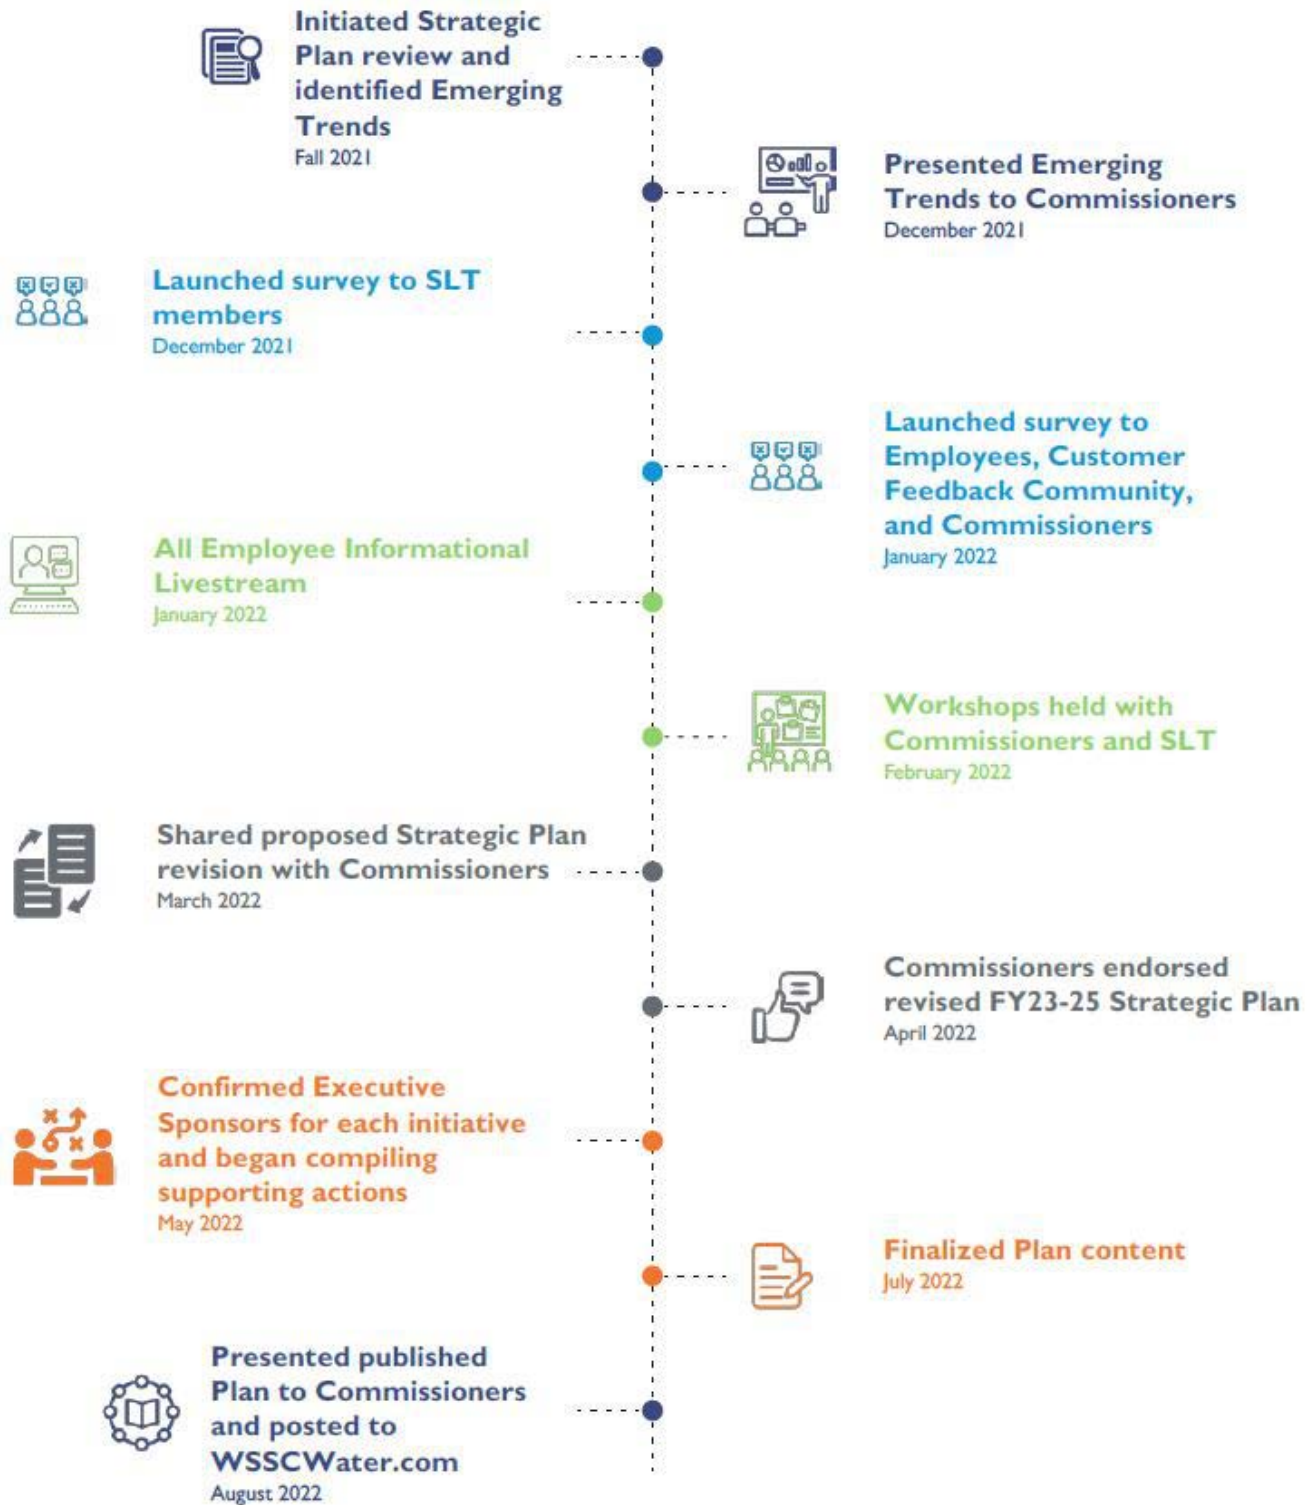 Initiated Strategic
Plan review and
identified Emerging
Trends
Fall 2021
Presented Emerging
Trends to Commissioners
December 2021
Launched survey to SLT
members
December 2021
Launched survey to
Employees, Customer
Feedback Community,
and Commissioners
January 2022
All Employee Informational
Livestream
January 2022
Workshops held with
Commissioners and SLT
February 2022
Shared proposed Strategic Plan
revision with Commissioners
March 2022
Commissioners endorsed
revised FY23-25 Strategic Plan
April 2022
Confirmed Executive
Sponsors for each initiative
and began compiling
supporting actions
May 2022
Finalized Plan content
July 2022
Presented published
Plan to Commissioners
and posted to
WSSCWater.com
August 2022